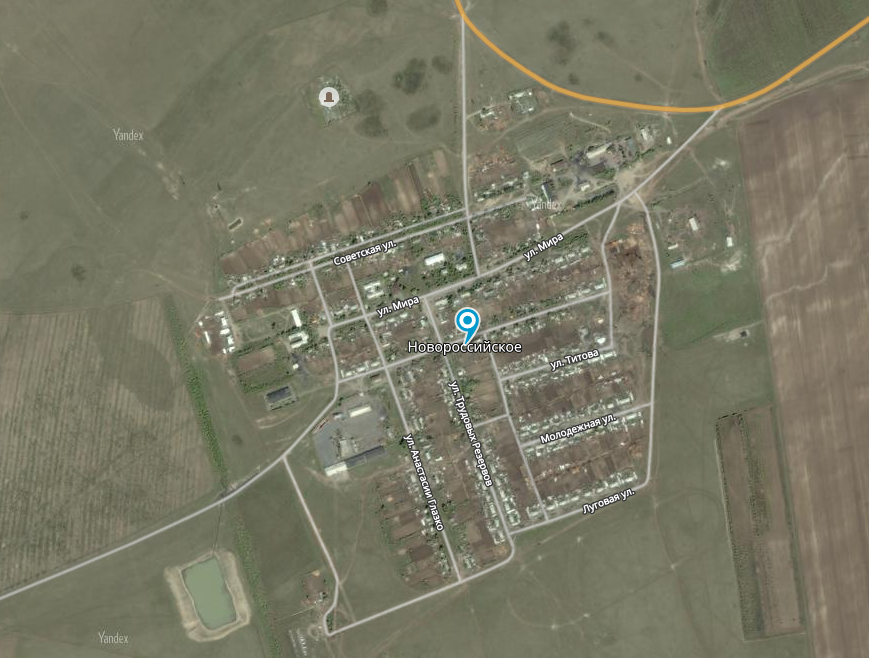 Yandex
Yandex
Советская ул.
ул. Мира
ул. Мира
Новороссийское
ул. Титова
ул. Трудовых Резервов
Молодежная ул.
ул. Анастасии Глазко
Луговая ул.
Yandex